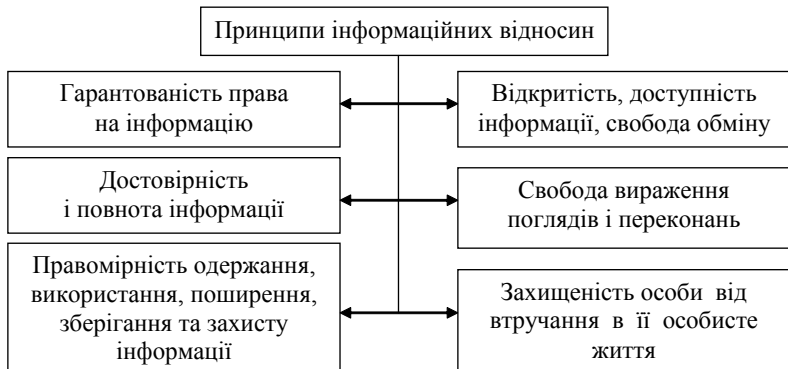 Принципи інформаційних відносин
Гарантованість права
на інформацію
Відкритість, доступність
інформації, свобода обміну
Достовірність
і повнота інформації
Свобода вираження
поглядів і переконань
Правомірність одержання,
використання, поширення,
зберігання та захисту
інформації
Захищеність особи від
втручання в її особисте
життя